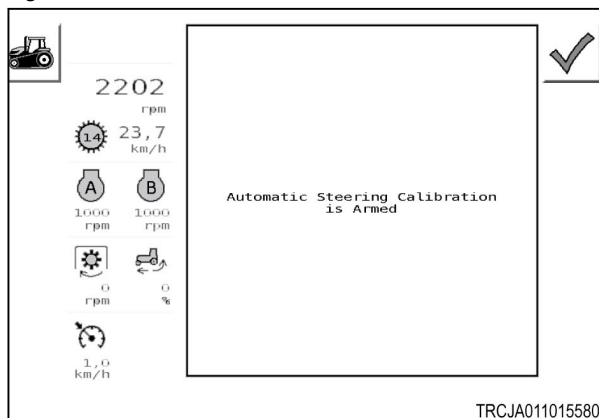 2202
rpm
14 23,7
km/h
A B
1000 1000
rpm rpm
0 0
rpm %
1,0
km/h
Automatic Steering Calibration
is Armed
TRCJA011015580